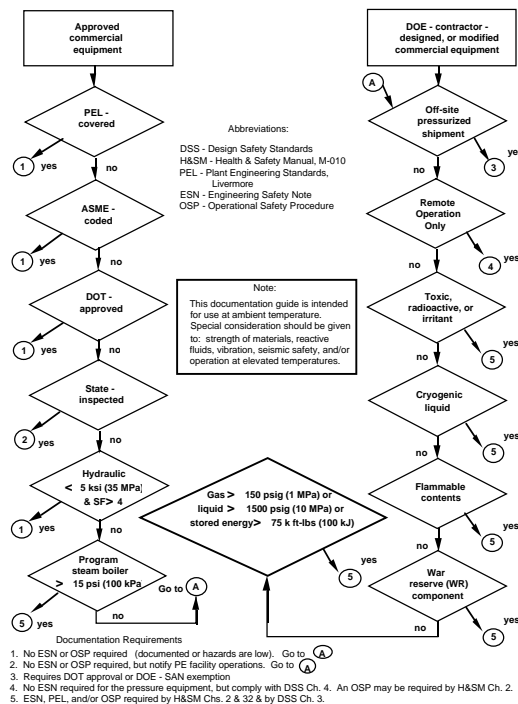 Approved
commercial
equipment
PEL -
covered
1 yes
no
ASME -
coded
1 yes
no
DOT -
approved
1 yes
no
State -
inspected
2 yes
no
Hydraulic
< 5 ksi (35 MPa)
& SF> 4
1 yes
no
Program
steam boiler
> 15 psi (100 kPa
5 yes
no
Go to A
Abbreviations:
DSS - Design Safety Standards
H&SM - Health & Safety Manual, M-010
PEL - Plant Engineering Standards,
Livermore
ESN - Engineering Safety Note
OSP - Operational Safety Procedure
Note:
This documentation guide is intended
for use at ambient temperature.
Special consideration should be given
to: strength of materials, reactive
fluids, vibration, seismic safety, and/or
operation at elevated temperatures.
DOE - contractor -
designed, or modified
commercial equipment
A
Off-site
pressurized
shipment
yes
3
no
Remote
Operation
Only
yes
4
no
Toxic,
radioactive, or
irritant
yes
5
no
Cryogenic
liquid
yes
5
no
Flammable
contents
yes
5
no
War
reserve (WR)
component
yes
5
no
Gas > 150 psig (1 MPa) or
liquid > 1500 psig (10 MPa) or
stored energy> 75 k ft-lbs (100 kJ)
yes
5
Documentation Requirements
1. No ESN or OSP required (documented or hazards are low). Go to A
2. No ESN or OSP required, but notify PE facility operations. Go to A
3. Requires DOT approval or DOE - SAN exemption
4. No ESN required for the pressure equipment, but comply with DSS Ch. 4. An OSP may be required by H&SM Ch. 2.
5. ESN, PEL, and/or OSP required by H&SM Chs. 2 & 32 & by DSS Ch. 3.